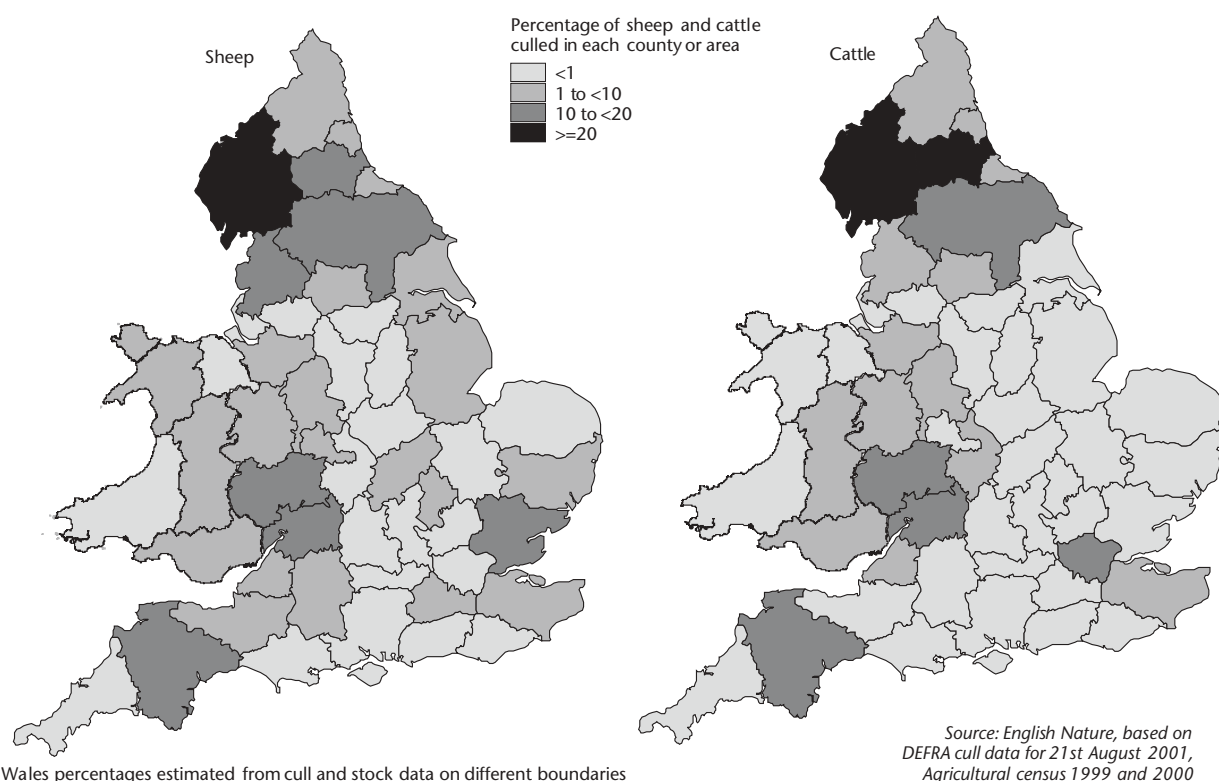 Percentage of sheep and cattle
culled in each county or area
Sheep
Cattle
<1
1 to <10
10 to <20
>=20
Wales percentages estimated from cull and stock data on different boundaries
Source: English Nature, based on
DEFRA cull data for 21st August 2001,
Agricultural census 1999 and 2000